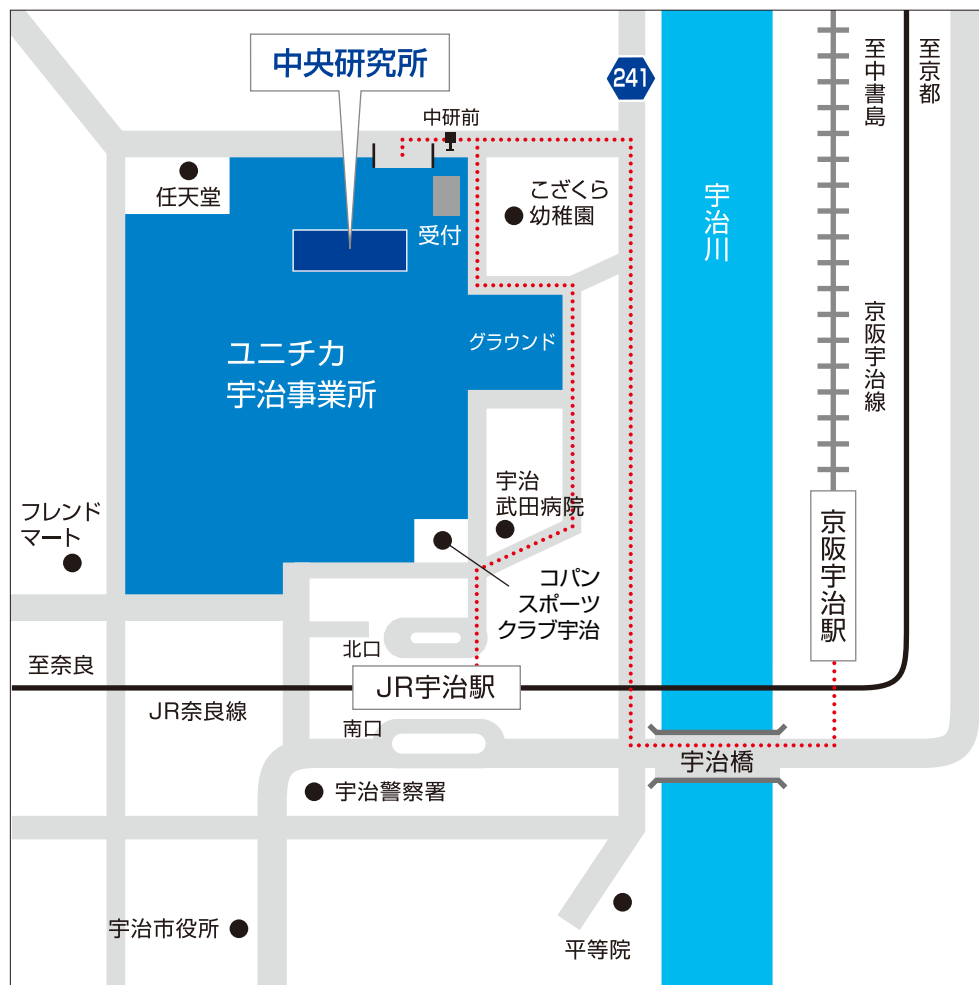 中央研究所
241
至中書島
至京都
中研前
任天堂
こざくら
幼稚園
宇治川
受付
グラウンド
京阪宇治線
ユニチカ
宇治事業所
宇治
武田病院
フレンド
マート
京阪宇治駅
コパン
スポーツ
クラブ宇治
北口
至奈良
JR宇治駅
JR奈良線
南口
宇治橋
宇治警察署
宇治市役所
平等院